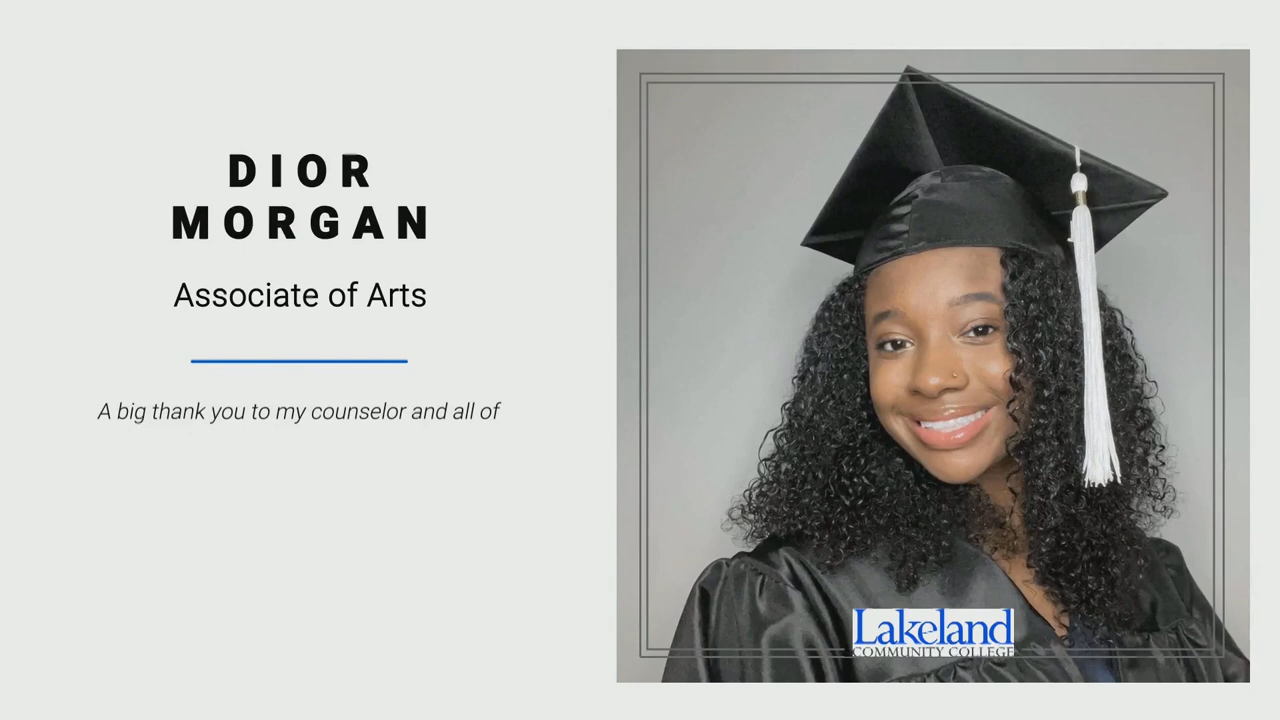 DIOR
MORGAN
Associate of Arts
A big thank you to my counselor and all of
Lakeland
COMMUNITY COLLEGE